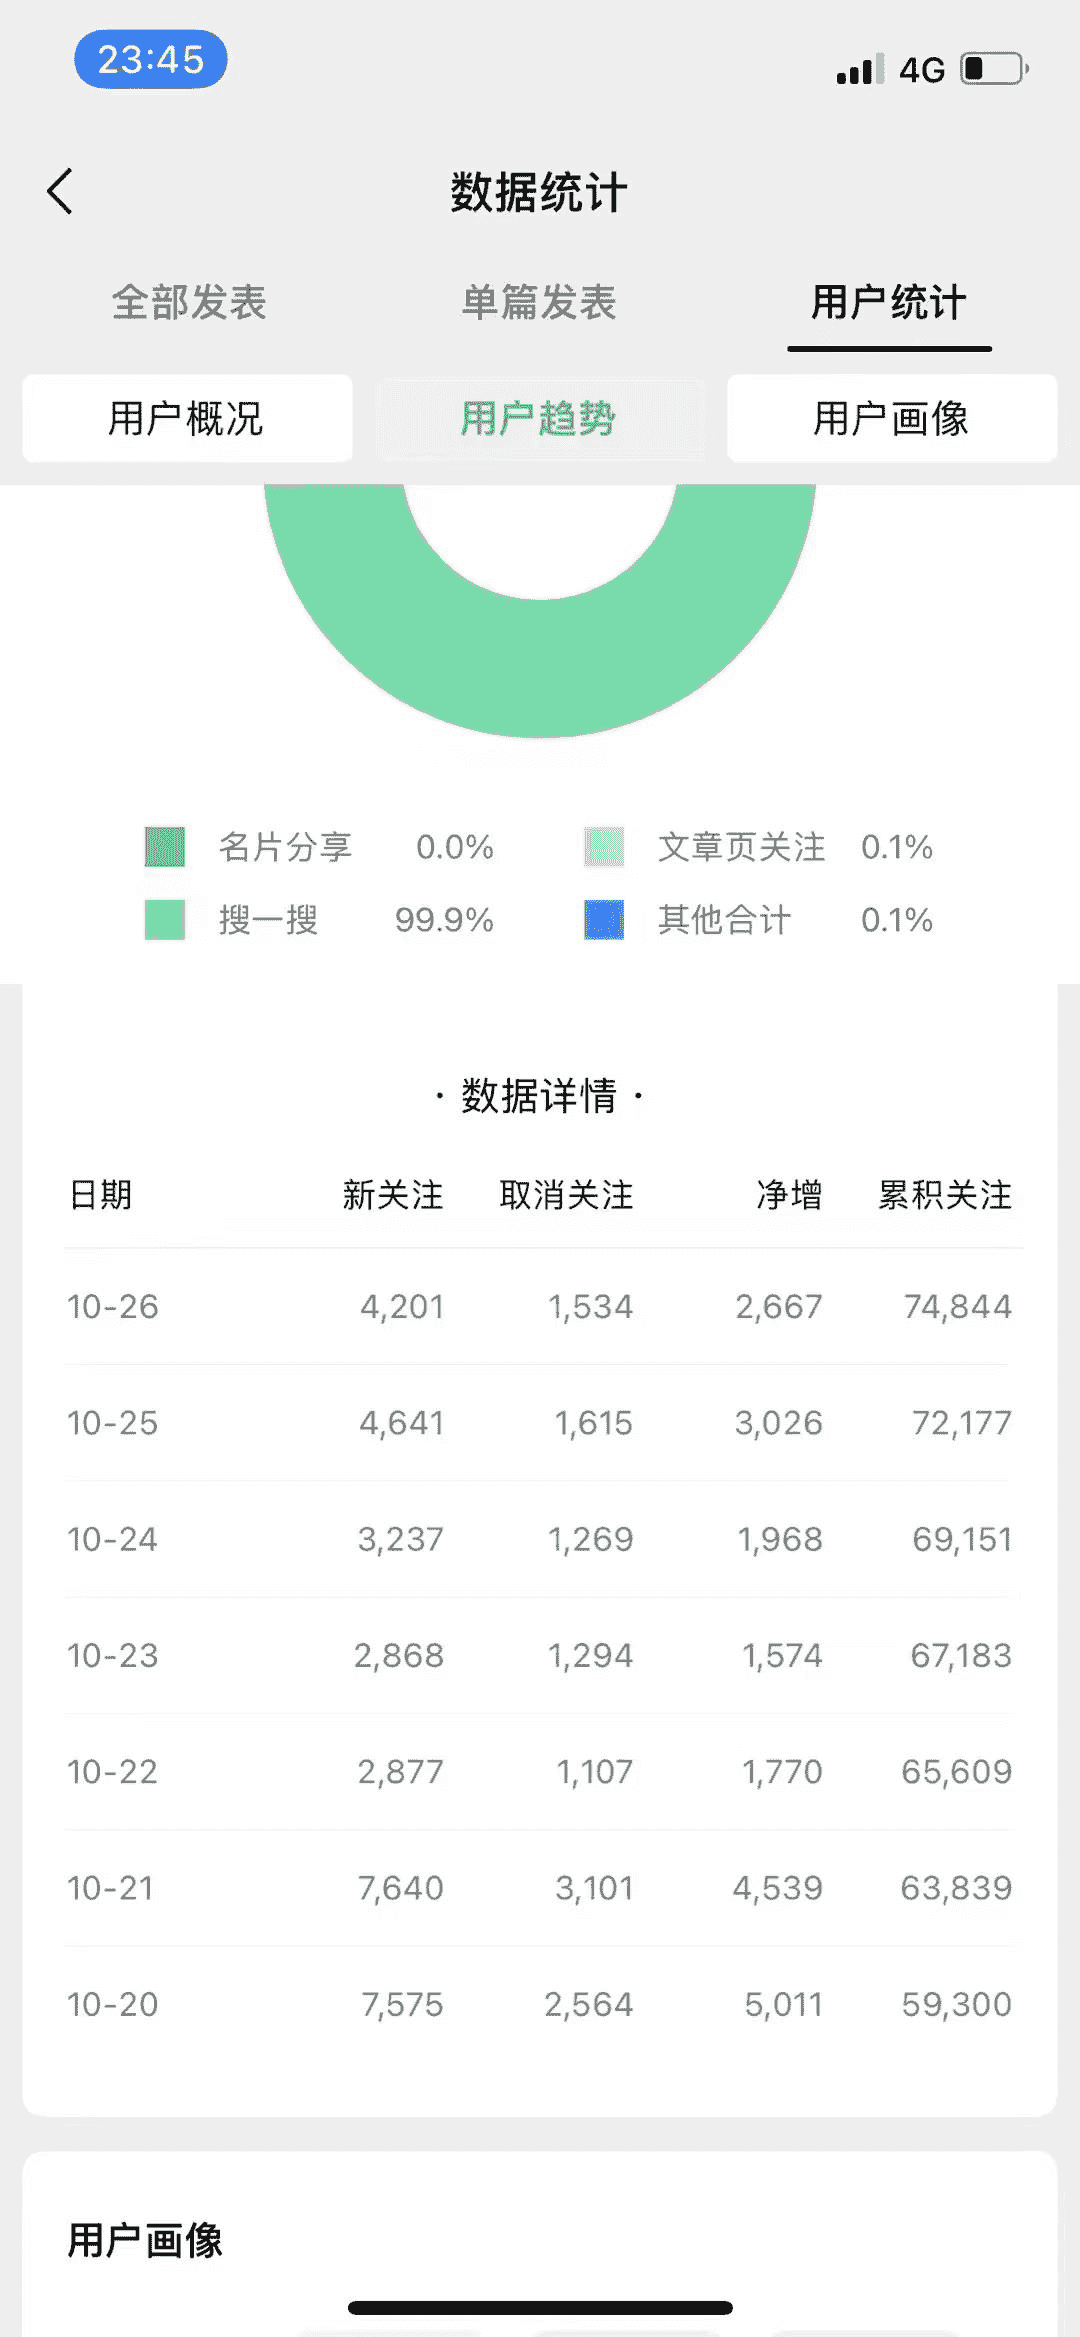 23:45 4G
数据统计
全部发表 单篇发表 用户统计
用户概况 用户趋势 用户画像
名片分享 0.0% 文章页关注 0.1%
搜一搜 99.9% 其他合计 0.1%
· 数据详情 ·
日期 新关注 取消关注 净增 累积关注
10-26 4,201 1,534 2,667 74,844
10-25 4,641 1,615 3,026 72,177
10-24 3,237 1,269 1,968 69,151
10-23 2,868 1,294 1,574 67,183
10-22 2,877 1,107 1,770 65,609
10-21 7,640 3,101 4,539 63,839
10-20 7,575 2,564 5,011 59,300
用户画像